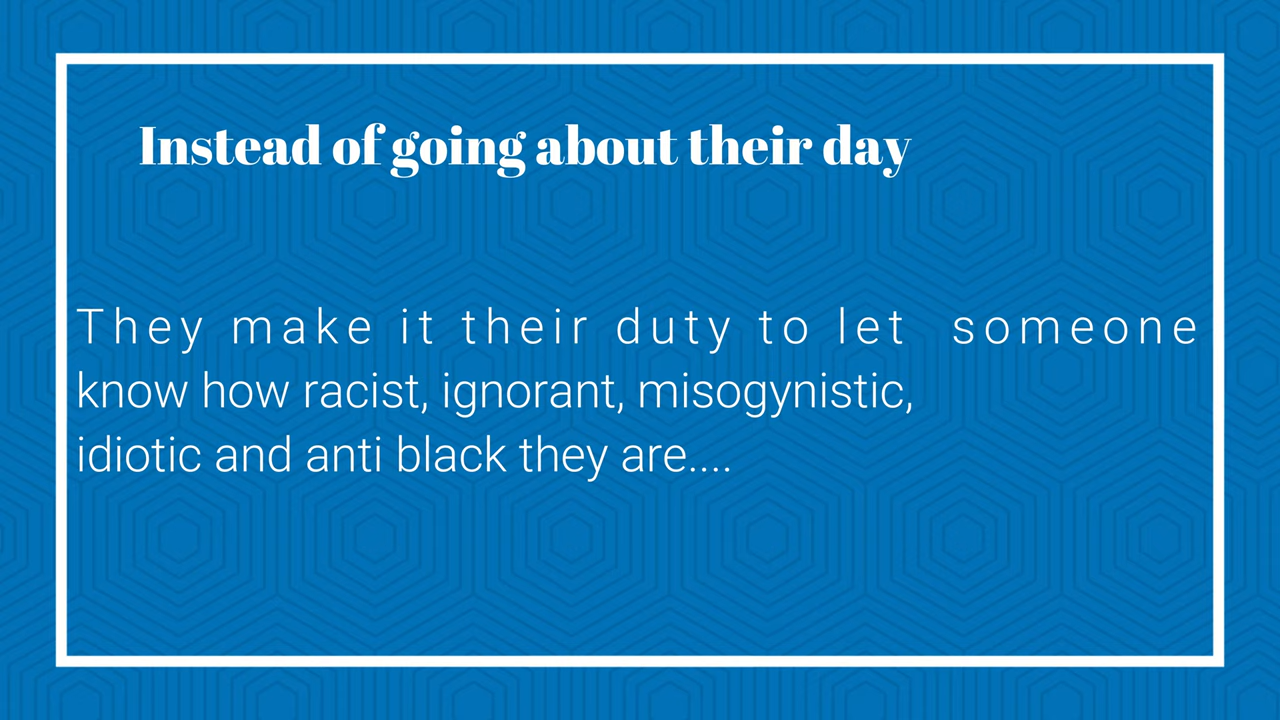 Instead of going about their day
They make it their duty to let someone
know how racist, ignorant, misogynistic,
idiotic and anti black they are....